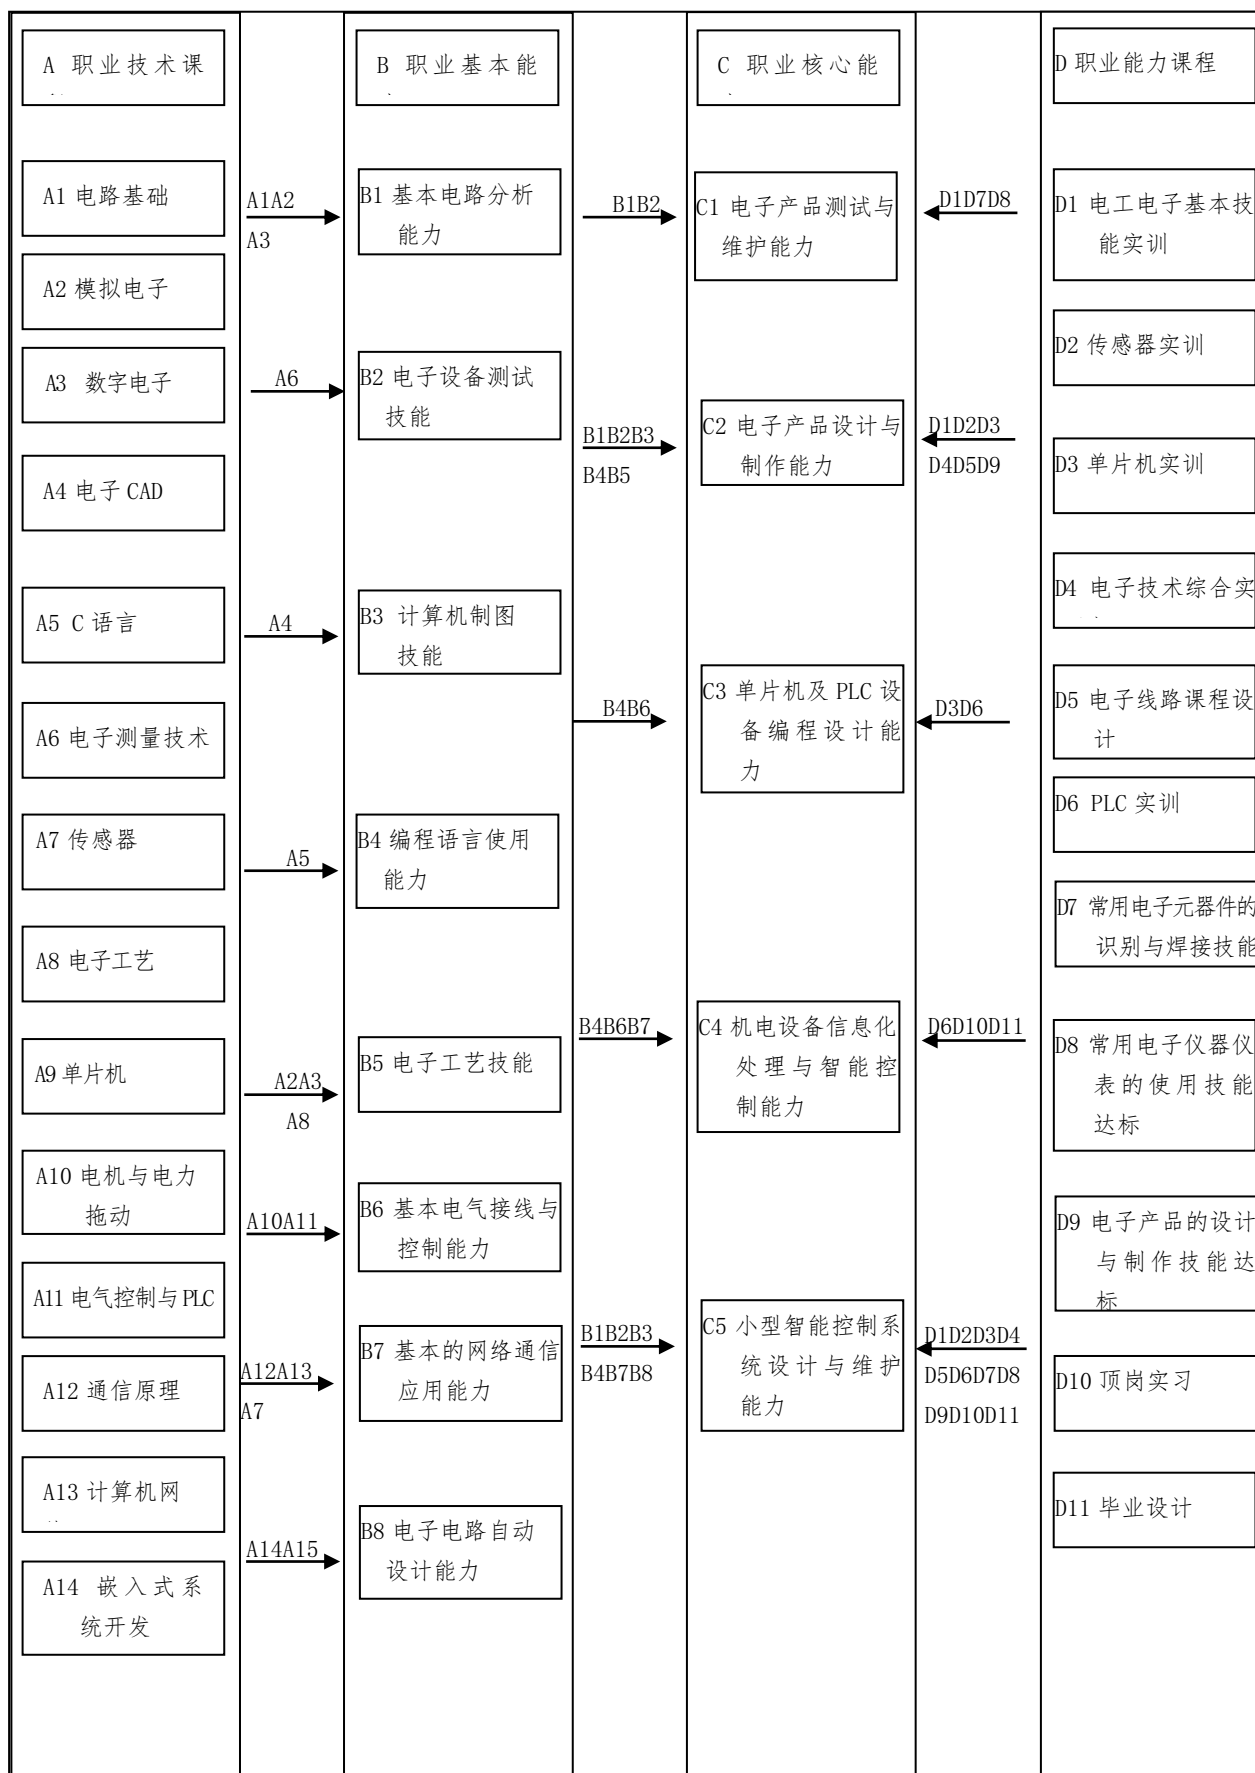 A 职业技术课
A1 电路基础
A2 模拟电子
A3 数字电子
A4 电子 CAD
A5 C 语言
A6 电子测量技术
A7 传感器
A8 电子工艺
A9 单片机
A10 电机与电力
拖动
A11 电气控制与 PLC
A12 通信原理
A13 计算机网
A14 嵌入式系
统开发
A1A2
A3
A6
A4
A5
A2A3
A8
A10A11
A12A13
A7
A14A15
B 职业基本能
B1 基本电路分析
能力
B2 电子设备测试
技能
B3 计算机制图
技能
B4 编程语言使用
能力
B5 电子工艺技能
B6 基本电气接线与
控制能力
B7 基本的网络通信
应用能力
B8 电子电路自动
设计能力
B1B2
B1B2B3
B4B5
B4B6
B4B6B7
B1B2B3
B4B7B8
C 职业核心能
C1 电子产品测试与
维护能力
C2 电子产品设计与
制作能力
C3 单片机及 PLC 设
备编程设计能
力
C4 机电设备信息化
处理与智能控
制能力
C5 小型智能控制系
统设计与维护
能力
D1D7D8
D1D2D3
D4D5D9
D3D6
D6D10D11
D1D2D3D4
D5D6D7D8
D9D10D11
D 职业能力课程
D1 电工电子基本技
能实训
D2 传感器实训
D3 单片机实训
D4 电子技术综合实
D5 电子线路课程设
计
D6 PLC 实训
D7 常用电子元器件的
识别与焊接技能
D8 常用电子仪器仪
表的使用技能
达标
D9 电子产品的设计
与制作技能达
标
D10 顶岗实习
D11 毕业设计